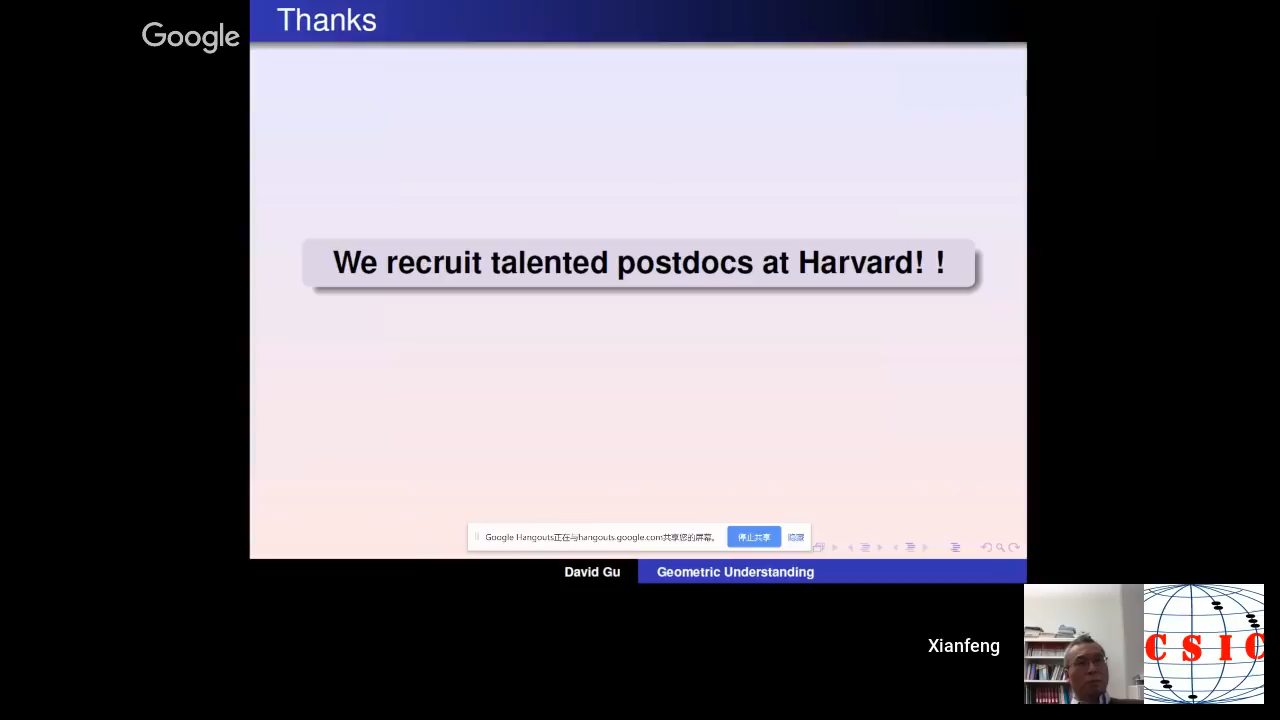 Thanks
Google
We recruit talented postdocs at Harvard! !
Google Hangouts正在与hangouts.google.com共享您的屏幕。 停止共享 隐藏
David Gu Geometric Understanding
Xianfeng
CSIC